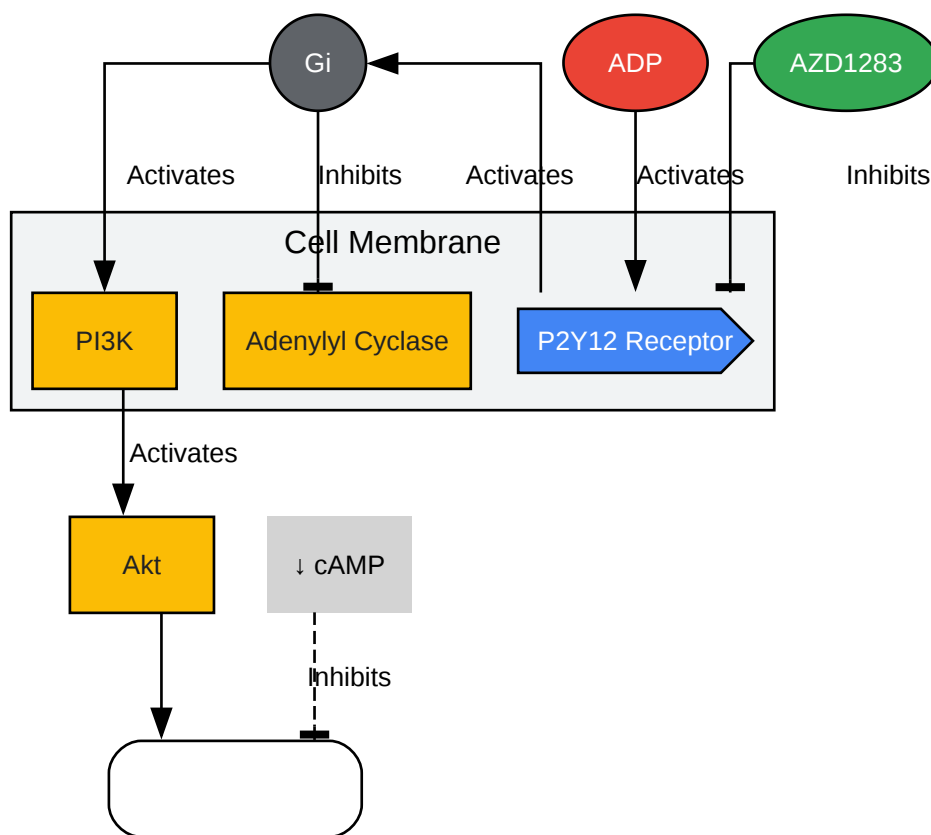 Gi
ADP
AZD1283
Activates
Inhibits
Activates
Activates
Inhibits
Cell Membrane
PI3K
Adenylyl Cyclase
P2Y12 Receptor
Activates
Akt
↓ cAMP
Inhibits